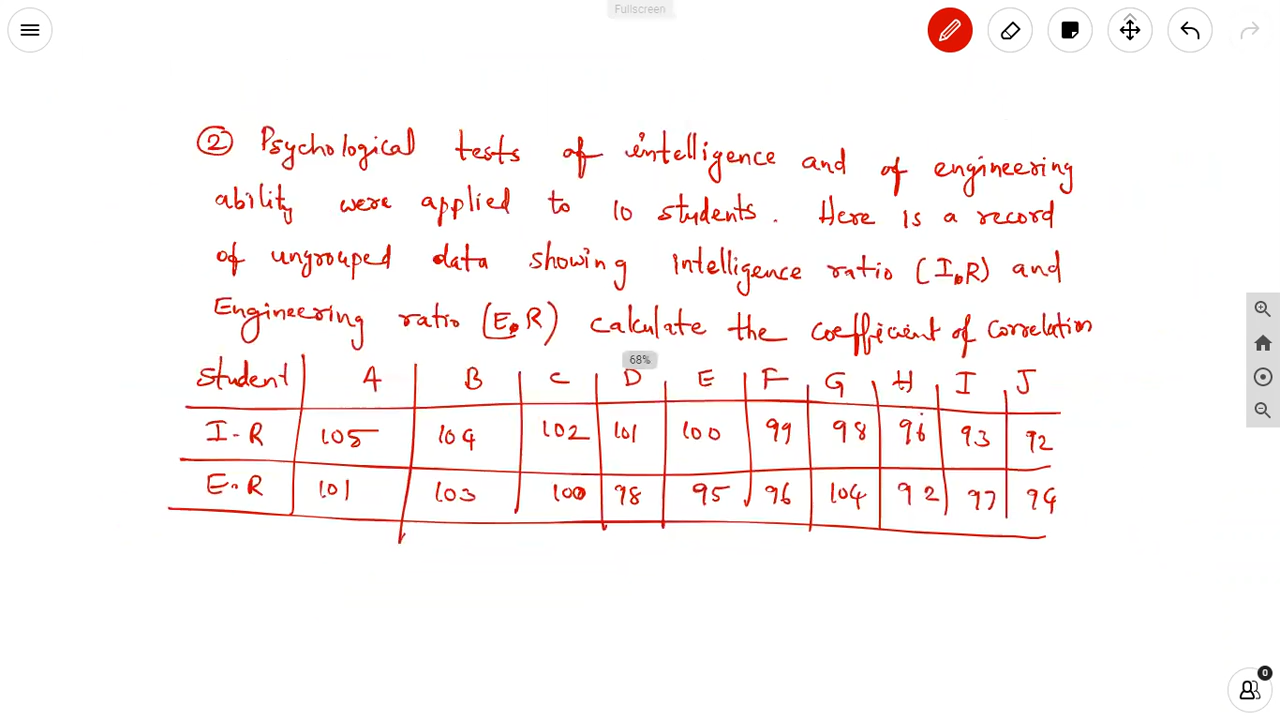 Fullscreen
② Psychological tests of intelligence and of engineering
ability were applied to 10 students. Here is a record
of ungrouped data showing intelligence ratio (I.R) and
Engineering ratio (E.R) calculate the coefficient of correlation
68%
Student A B C D E F G H I J
I-R 105 104 102 101 100 99 98 96 93 92
E-R 101 103 100 98 95 96 104 92 97 94
0